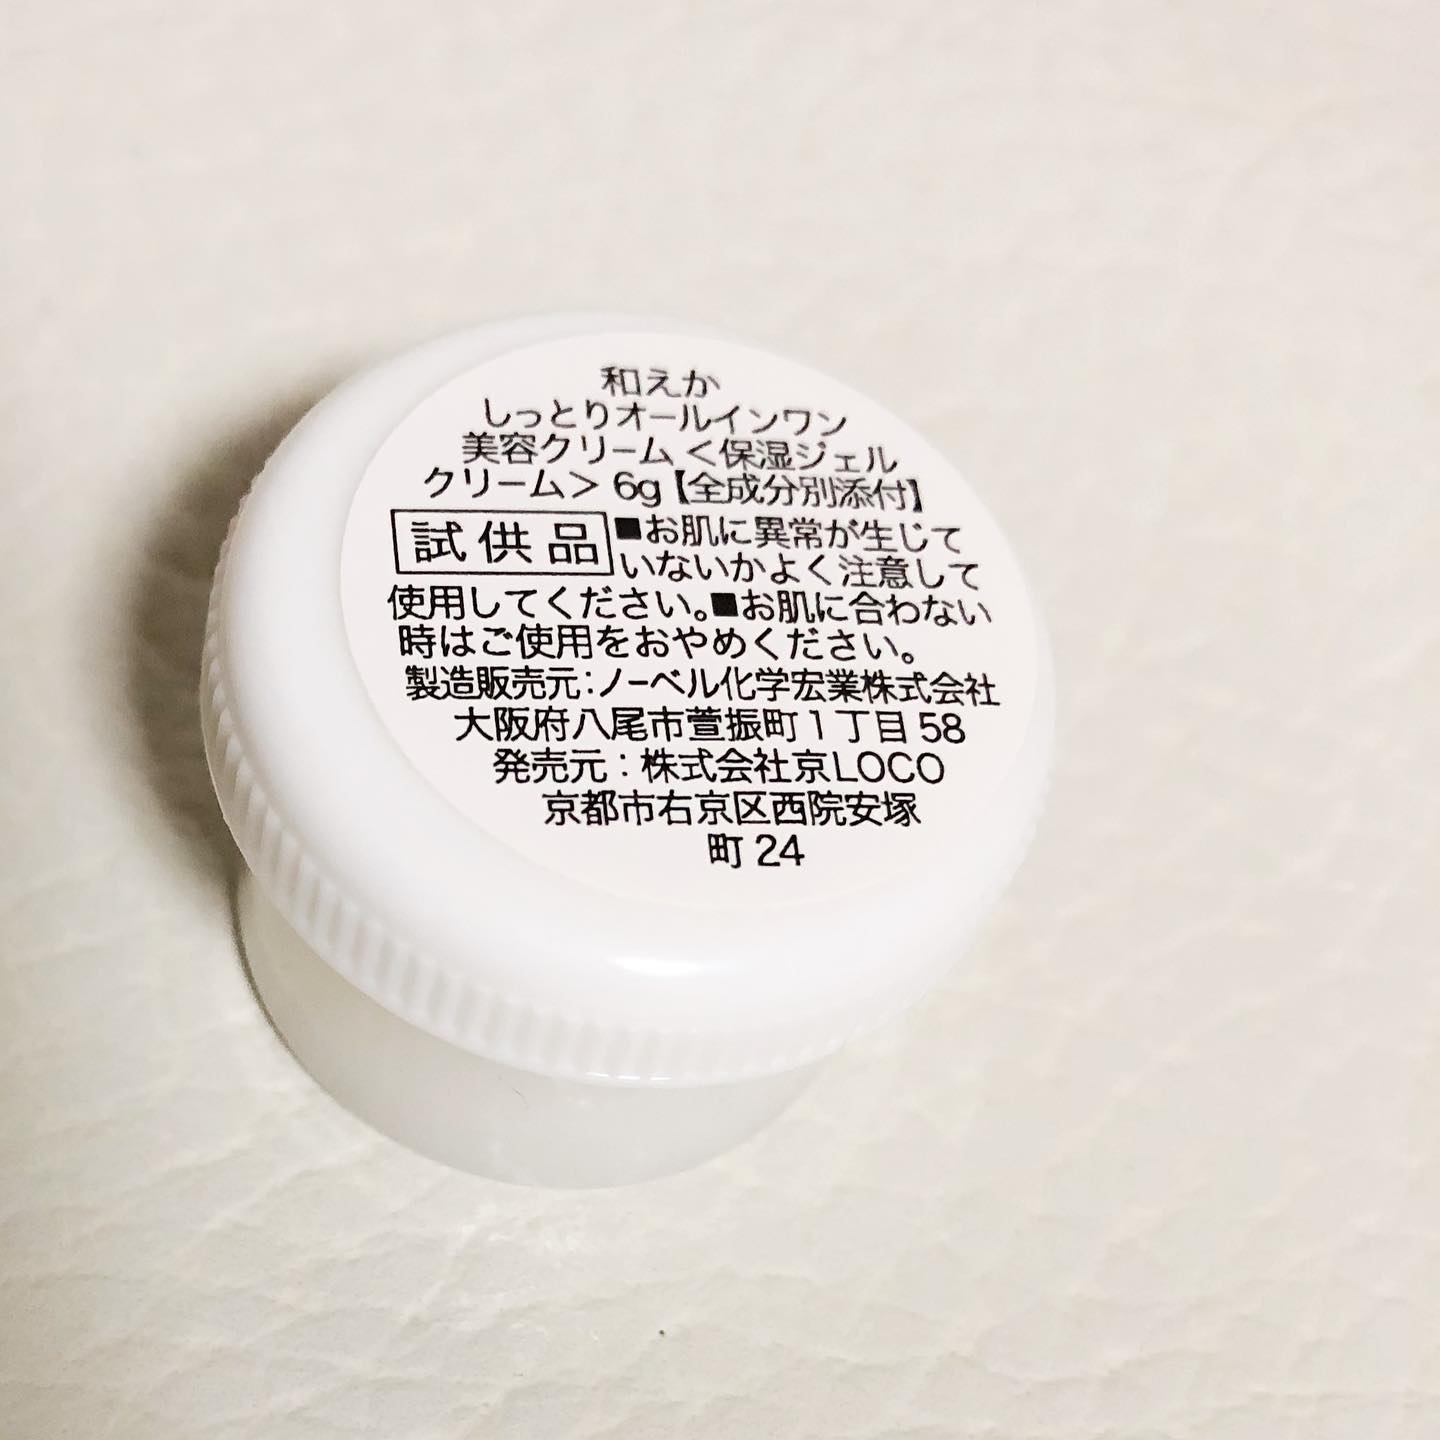 和えか
しっとりオールインワン
美容クリーム<保湿ジェル
クリーム> 6g【全成分別添付】
試供品 ■お肌に異常が生じて
いないかよく注意して
使用してください。■お肌に合わない
時はご使用をおやめください。
製造販売元:ノーベル化学宏業株式会社
大阪府八尾市萱振町1丁目58
発売元:株式会社京LOCO
京都市右京区西院安塚
町24